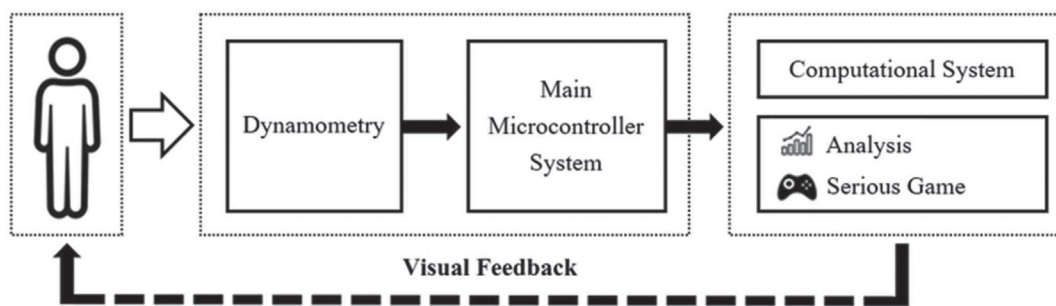 Dynamometry
Main
Microcontroller
System
Computational System
Analysis
Serious Game
Visual Feedback